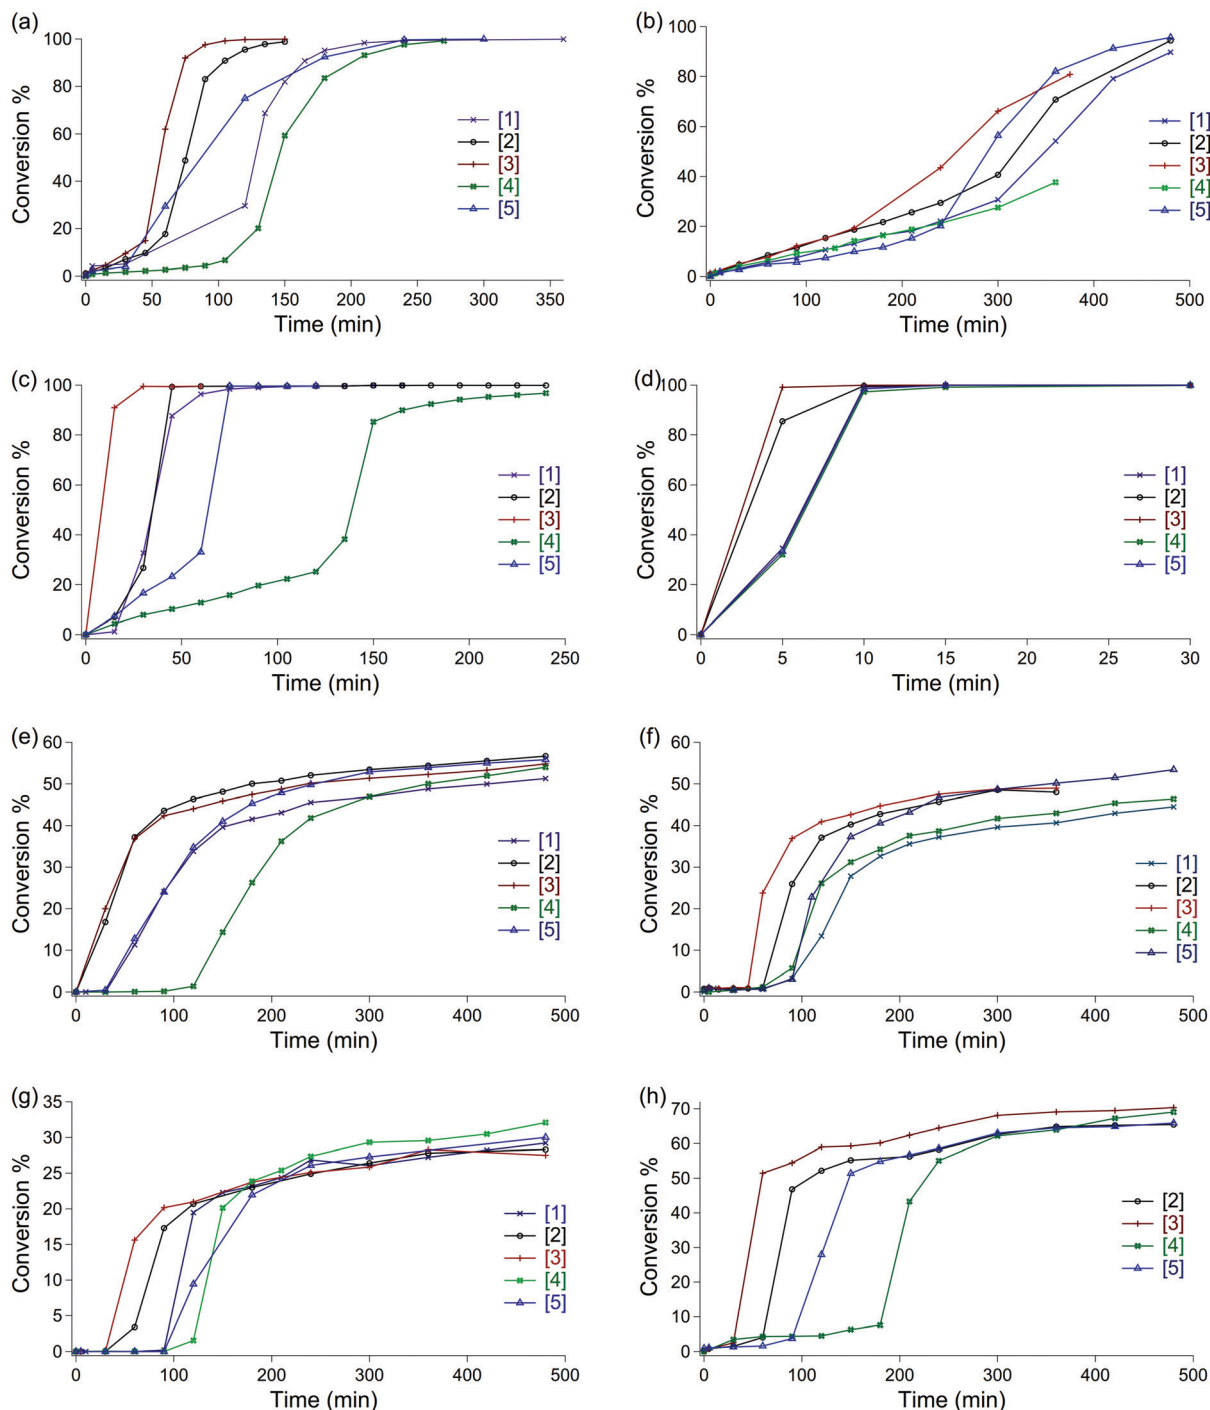 (a)
100
80
60
40
20
0
Conversion %
[1]
[2]
[3]
[4]
[5]
0 50 100 150 200 250 300 350
Time (min)
(b)
100
80
60
40
20
0
Conversion %
[1]
[2]
[3]
[4]
[5]
0 100 200 300 400 500
Time (min)
(c)
100
80
60
40
20
0
Conversion %
[1]
[2]
[3]
[4]
[5]
0 50 100 150 200 250
Time (min)
(d)
100
80
60
40
20
0
Conversion %
[1]
[2]
[3]
[4]
[5]
0 5 10 15 20 25 30
Time (min)
(e)
60
50
40
30
20
10
0
Conversion %
[1]
[2]
[3]
[4]
[5]
0 100 200 300 400 500
Time (min)
(f)
60
50
40
30
20
10
0
Conversion %
[1]
[2]
[3]
[4]
[5]
0 100 200 300 400 500
Time (min)
(g)
35
30
25
20
15
10
5
0
Conversion %
[1]
[2]
[3]
[4]
[5]
0 100 200 300 400 500
Time (min)
(h)
70
60
50
40
30
20
10
0
Conversion %
[2]
[3]
[4]
[5]
0 100 200 300 400 500
Time (min)